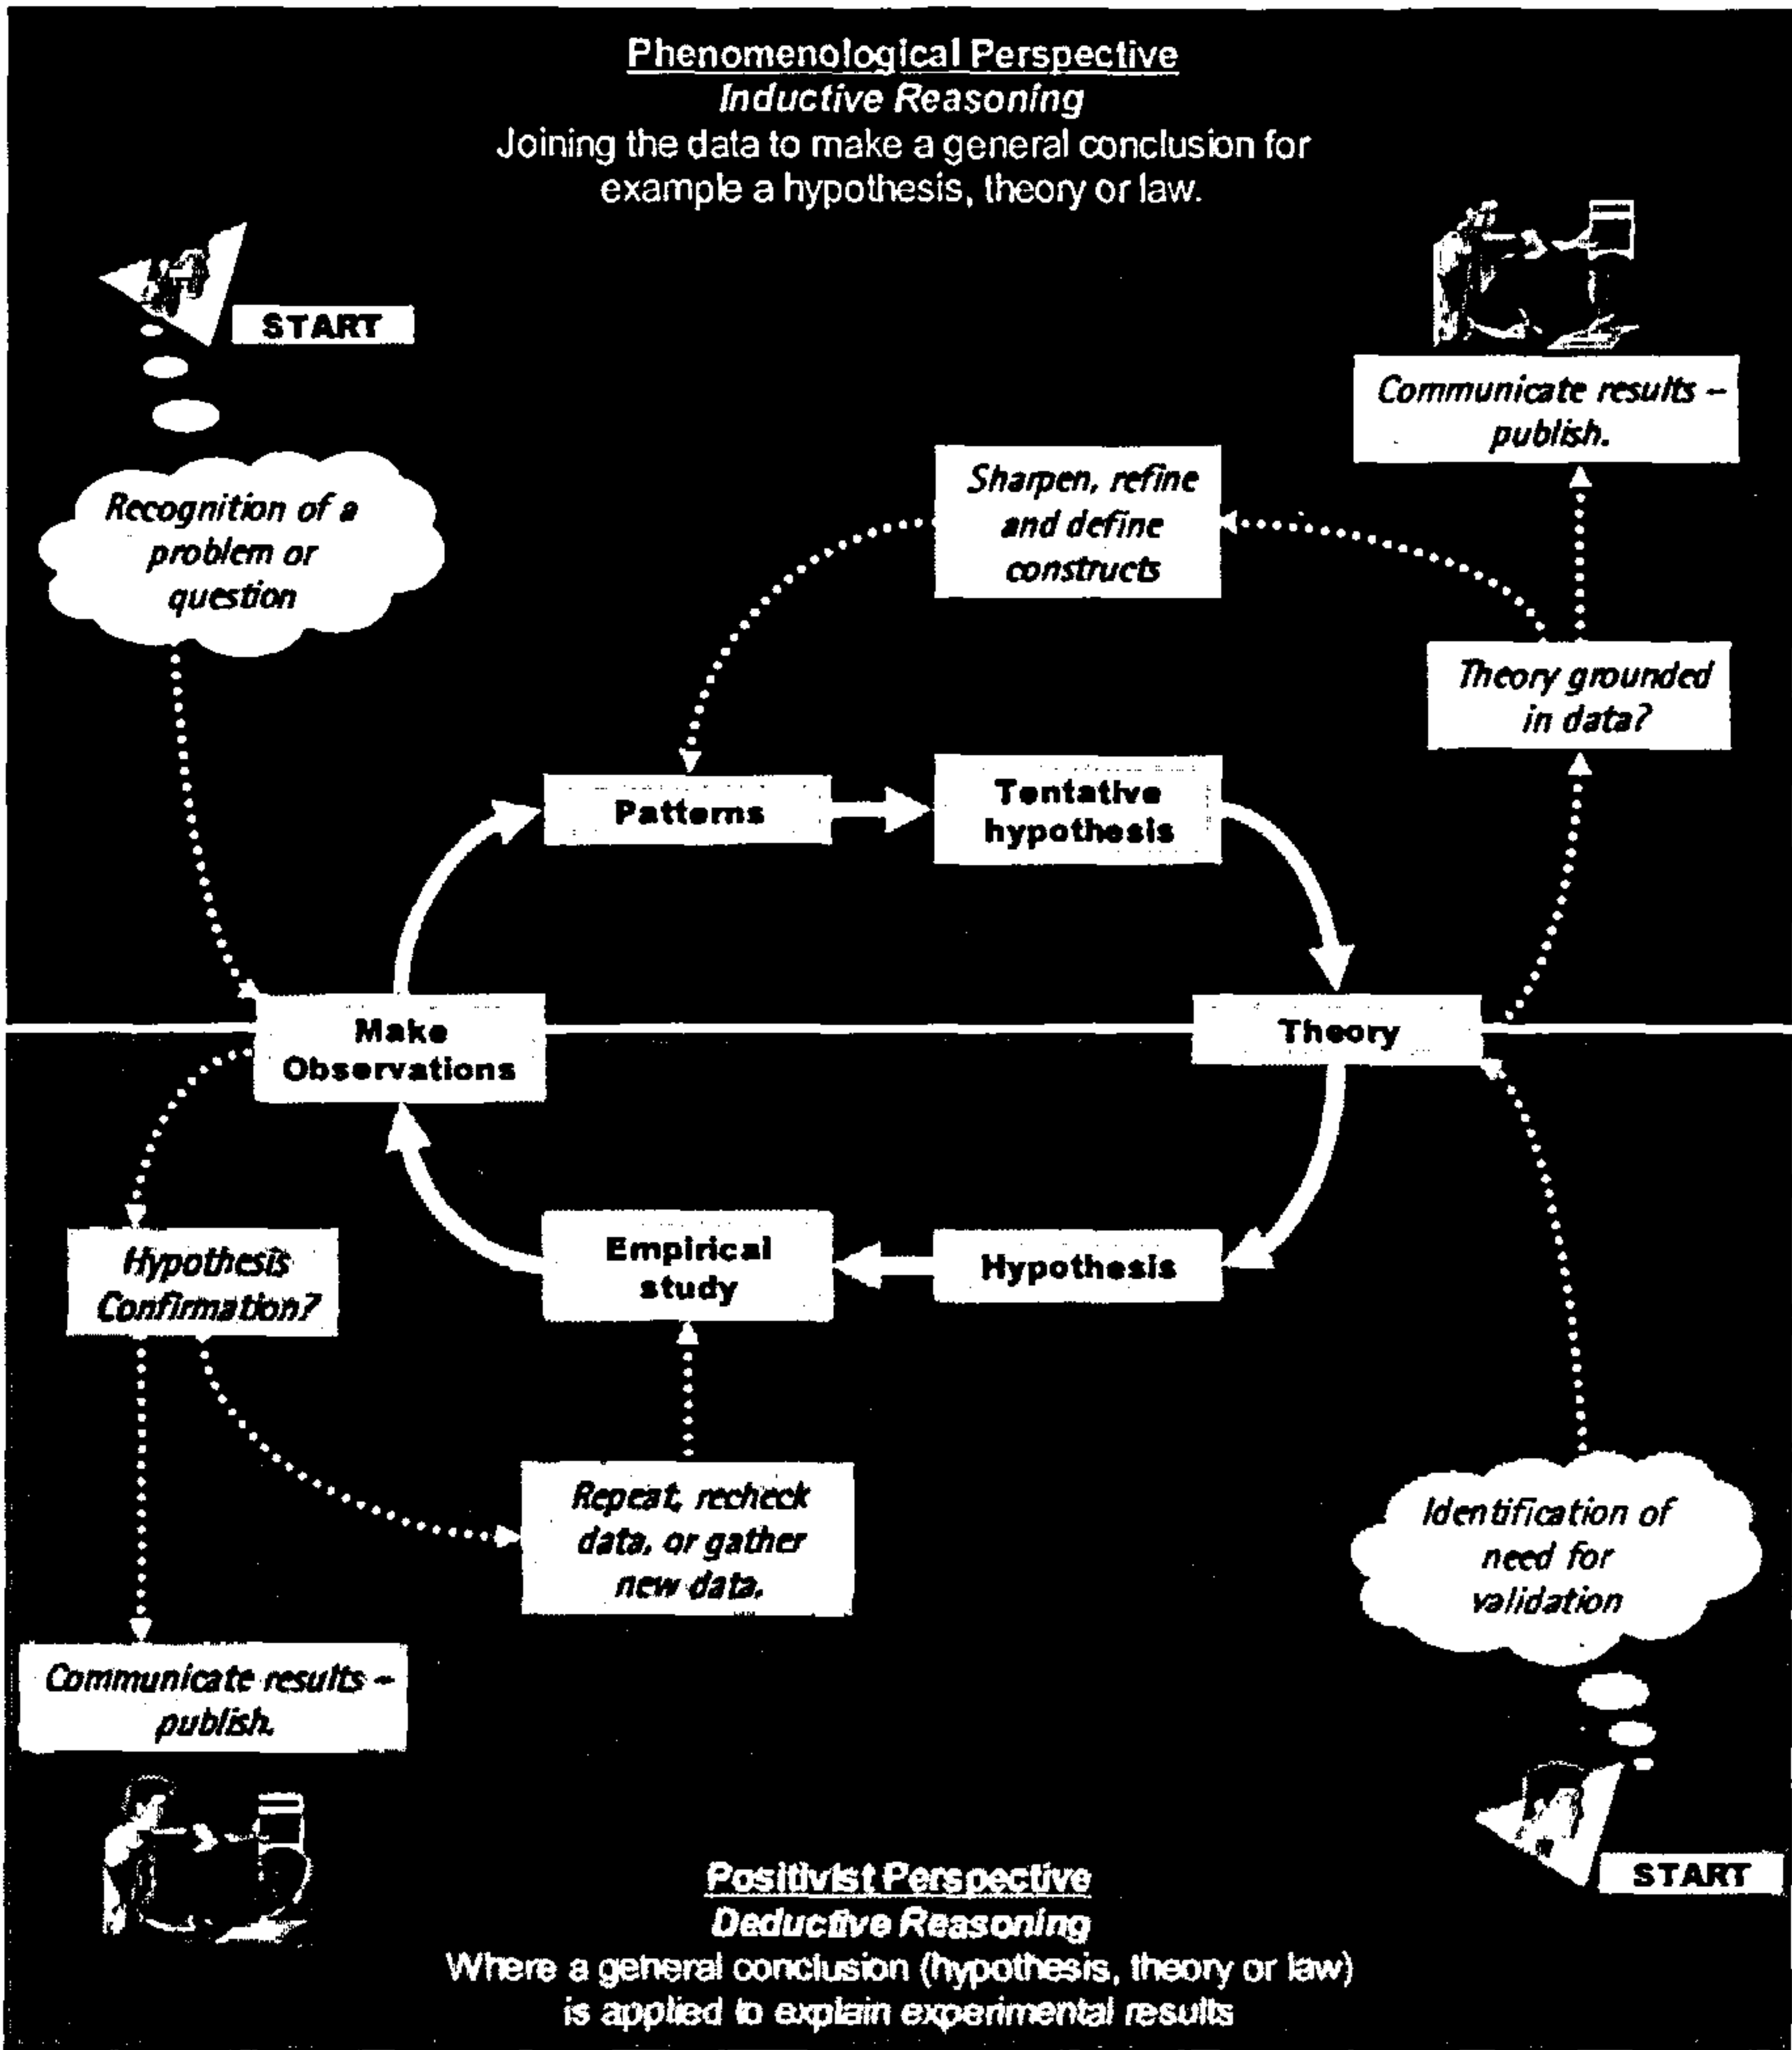 Phenomenological Perspective
Inductive Reasoning
Joining the data to make a general conclusion for
example a hypothesis, theory or law.
START
Recognition of a
problem or
question
Communicate results –
publish.
Sharpen, refine
and define
constructs
Theory grounded
in data?
Patterns
Tentative
hypothesis
Make
Observations
Theory
Hypothesis
Confirmation?
Empirical
study
Hypothesis
Repeat, recheck
data, or gather
new data.
Identification of
need for
validation
Communicate results –
publish.
START
Positivist Perspective
Deductive Reasoning
Where a general conclusion (hypothesis, theory or law)
is applied to explain experimental results